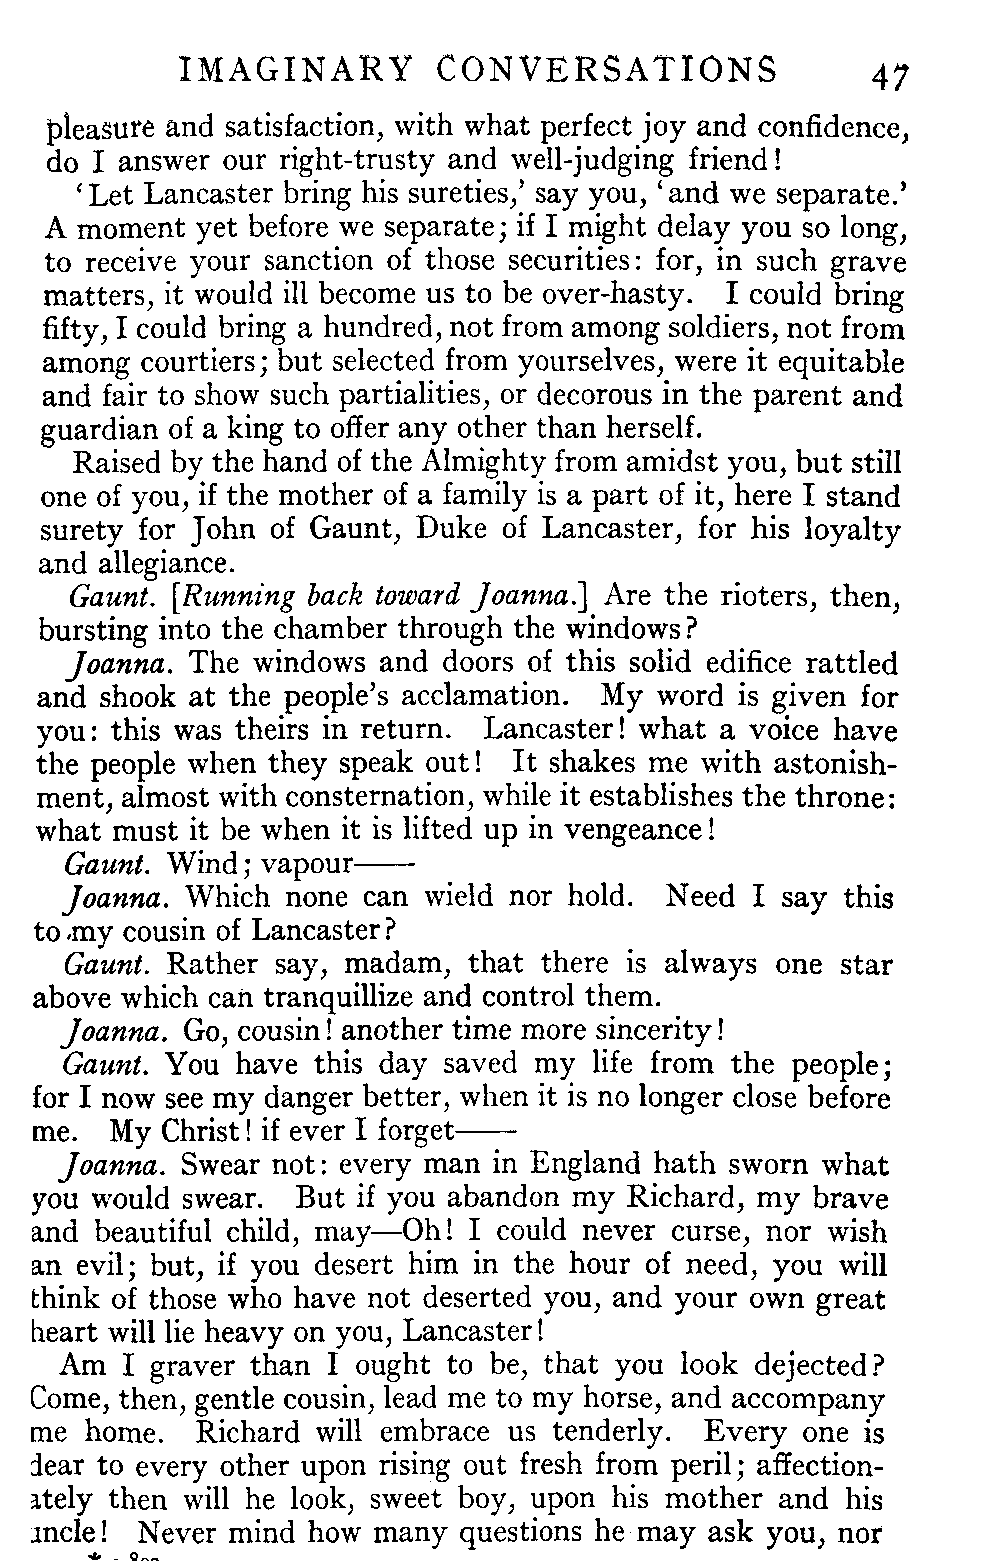 IMAGINARY CONVERSATIONS 47
pleasure and satisfaction, with what perfect joy and confidence,
do I answer our right-trusty and well-judging friend!
‘Let Lancaster bring his sureties,’ say you, ‘and we separate.’
A moment yet before we separate; if I might delay you so long,
to receive your sanction of those securities: for, in such grave
matters, it would ill become us to be over-hasty. I could bring
fifty, I could bring a hundred, not from among soldiers, not from
among courtiers; but selected from yourselves, were it equitable
and fair to show such partialities, or decorous in the parent and
guardian of a king to offer any other than herself.
Raised by the hand of the Almighty from amidst you, but still
one of you, if the mother of a family is a part of it, here I stand
surety for John of Gaunt, Duke of Lancaster, for his loyalty
and allegiance.
Gaunt. [Running back toward Joanna.] Are the rioters, then,
bursting into the chamber through the windows?
Joanna. The windows and doors of this solid edifice rattled
and shook at the people’s acclamation. My word is given for
you: this was theirs in return. Lancaster! what a voice have
the people when they speak out! It shakes me with astonish-
ment, almost with consternation, while it establishes the throne:
what must it be when it is lifted up in vengeance!
Gaunt. Wind; vapour——
Joanna. Which none can wield nor hold. Need I say this
to my cousin of Lancaster?
Gaunt. Rather say, madam, that there is always one star
above which can tranquillize and control them.
Joanna. Go, cousin! another time more sincerity!
Gaunt. You have this day saved my life from the people;
for I now see my danger better, when it is no longer close before
me. My Christ! if ever I forget——
Joanna. Swear not: every man in England hath sworn what
you would swear. But if you abandon my Richard, my brave
and beautiful child, may—Oh! I could never curse, nor wish
an evil; but, if you desert him in the hour of need, you will
think of those who have not deserted you, and your own great
heart will lie heavy on you, Lancaster!
Am I graver than I ought to be, that you look dejected?
Come, then, gentle cousin, lead me to my horse, and accompany
me home. Richard will embrace us tenderly. Every one is
dear to every other upon rising out fresh from peril; affection-
ately then will he look, sweet boy, upon his mother and his
uncle! Never mind how many questions he may ask you, nor